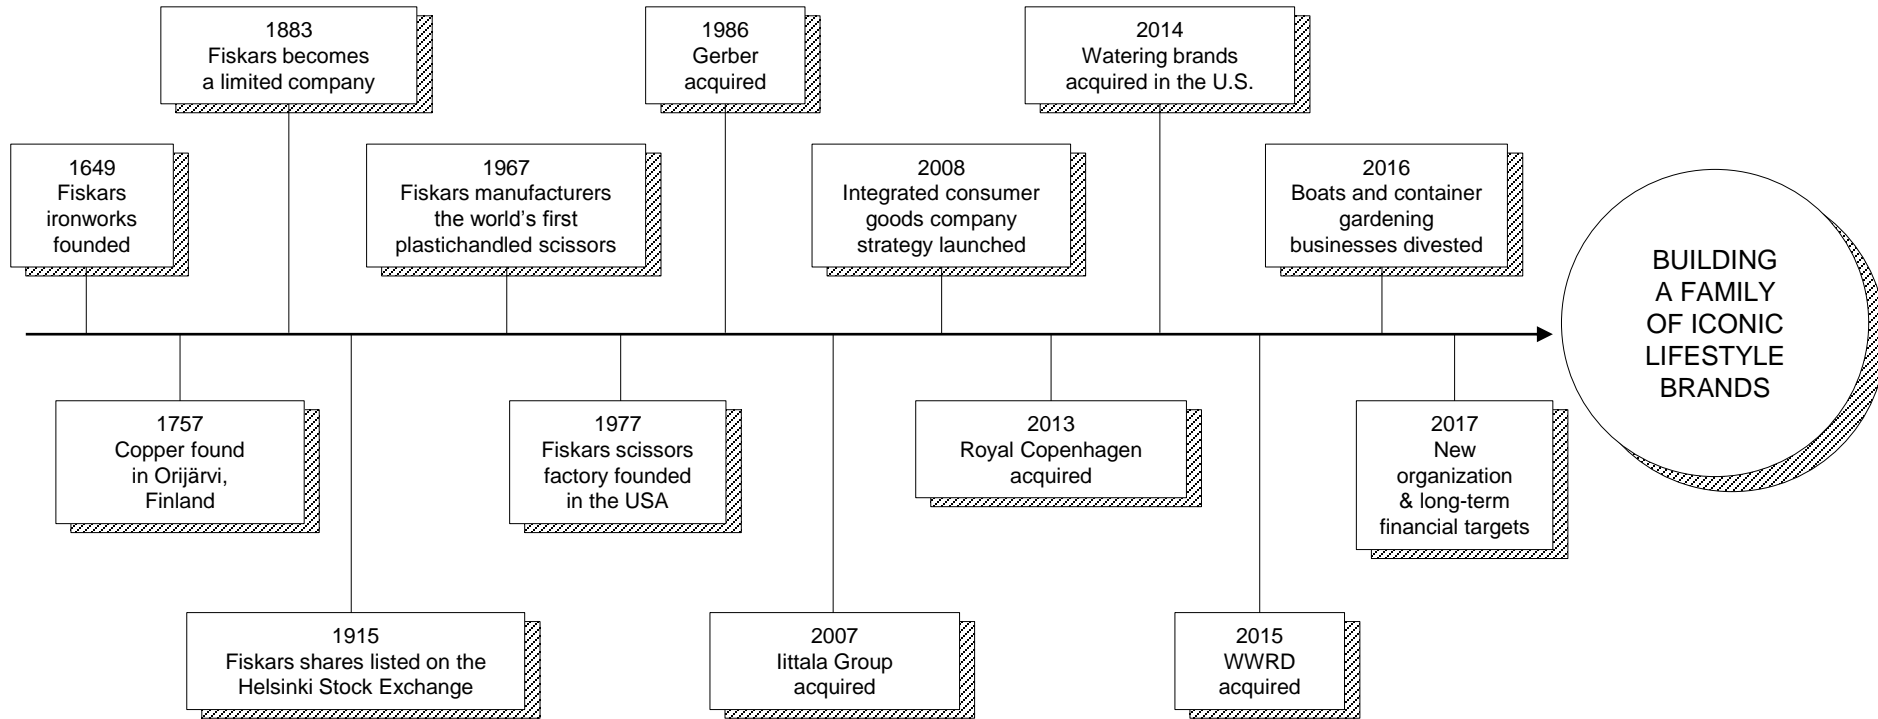 1649
Fiskars
ironworks
founded
1757
Copper found
in Orijärvi,
Finland
1883
Fiskars becomes
a limited company
1915
Fiskars shares listed on the
Helsinki Stock Exchange
1967
Fiskars manufacturers
the world’s first
plastichandled scissors
1977
Fiskars scissors
factory founded
in the USA
1986
Gerber
acquired
2007
Iittala Group
acquired
2008
Integrated consumer
goods company
strategy launched
2013
Royal Copenhagen
acquired
2014
Watering brands
acquired in the U.S.
2015
WWRD
acquired
2016
Boats and container
gardening
businesses divested
2017
New
organization
& long-term
financial targets
BUILDING
A FAMILY
OF ICONIC
LIFESTYLE
BRANDS